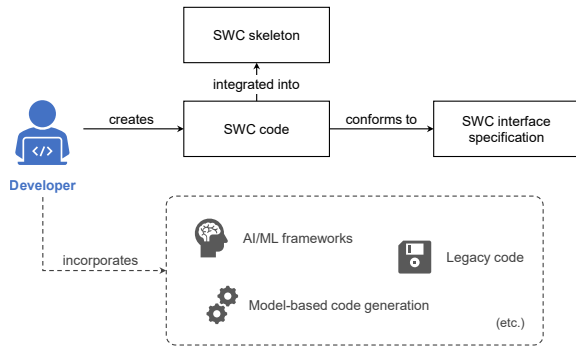 SWC skeleton
integrated into
creates
SWC code
conforms to
SWC interface
specification
</>
Developer
incorporates
AI/ML frameworks
Legacy code
Model-based code generation
(etc.)